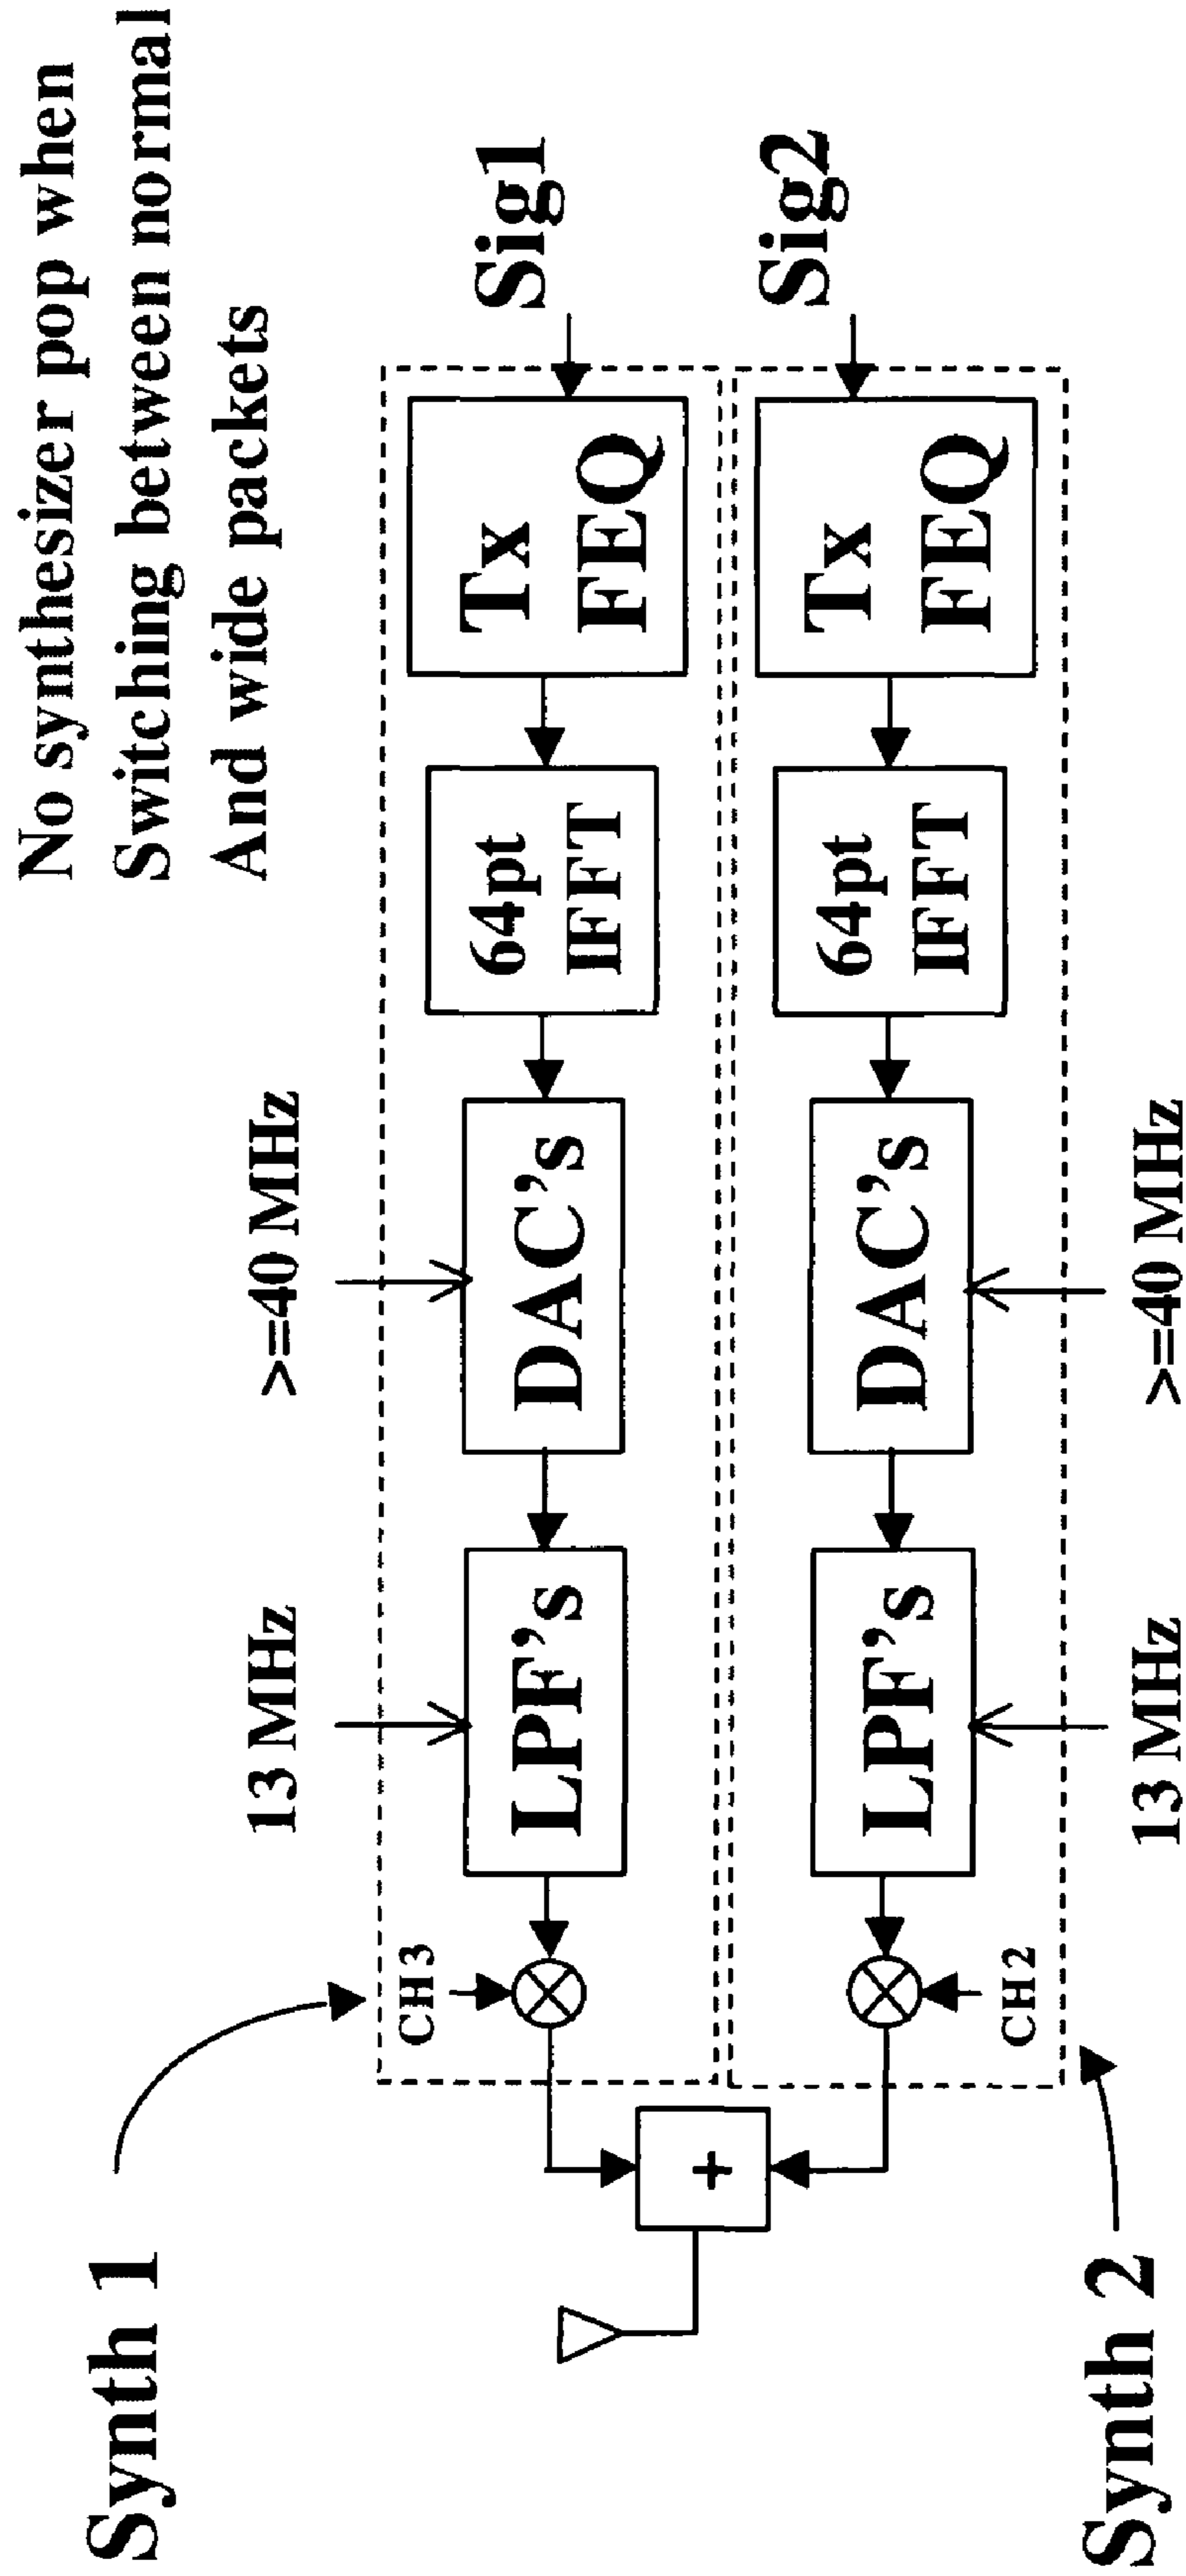 No synthesizer pop when
Switching between normal
And wide packets
Synth 1
13 MHz
>=40 MHz
CH3
LPF's
DAC's
64pt
IFFT
Tx
FEQ
Sig1
+
LPF's
DAC's
64pt
IFFT
Tx
FEQ
Sig2
CH2
Synth 2
13 MHz
>=40 MHz